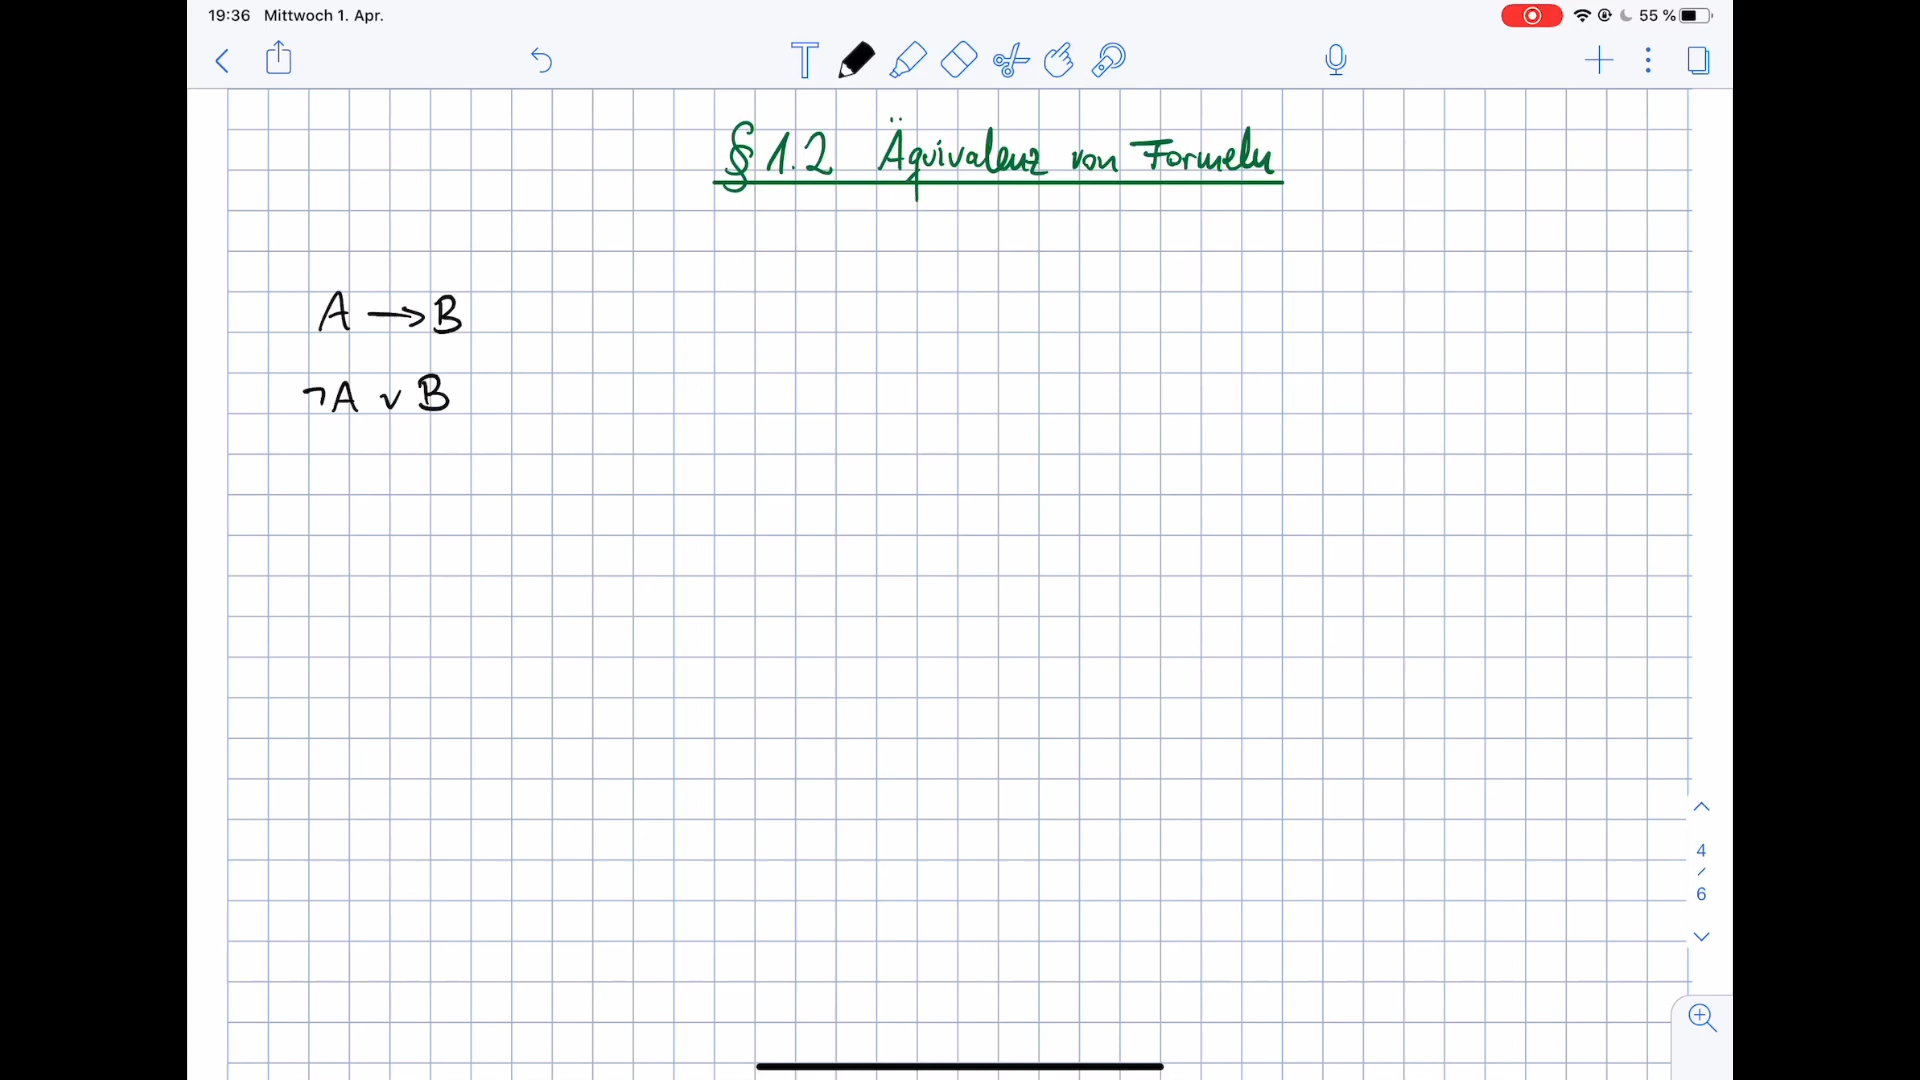 19:36 Mittwoch 1. Apr. 55 %
§ 1.2 Äquivalenz von Formeln
A → B
¬A ∨ B
4
/
6